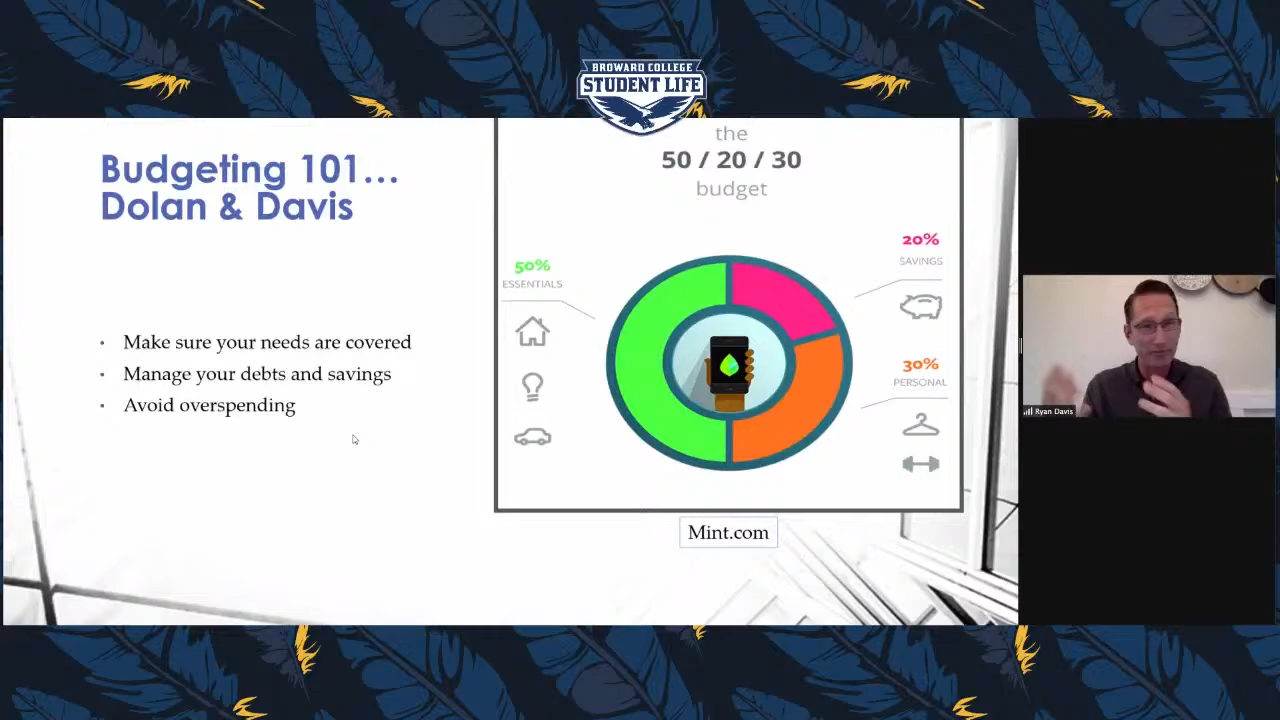 BROWARD COLLEGE
STUDENT LIFE
Budgeting 101…
Dolan & Davis
• Make sure your needs are covered
• Manage your debts and savings
• Avoid overspending
the
50 / 20 / 30
budget
50%
ESSENTIALS
20%
SAVINGS
30%
PERSONAL
Mint.com
Ryan Davis